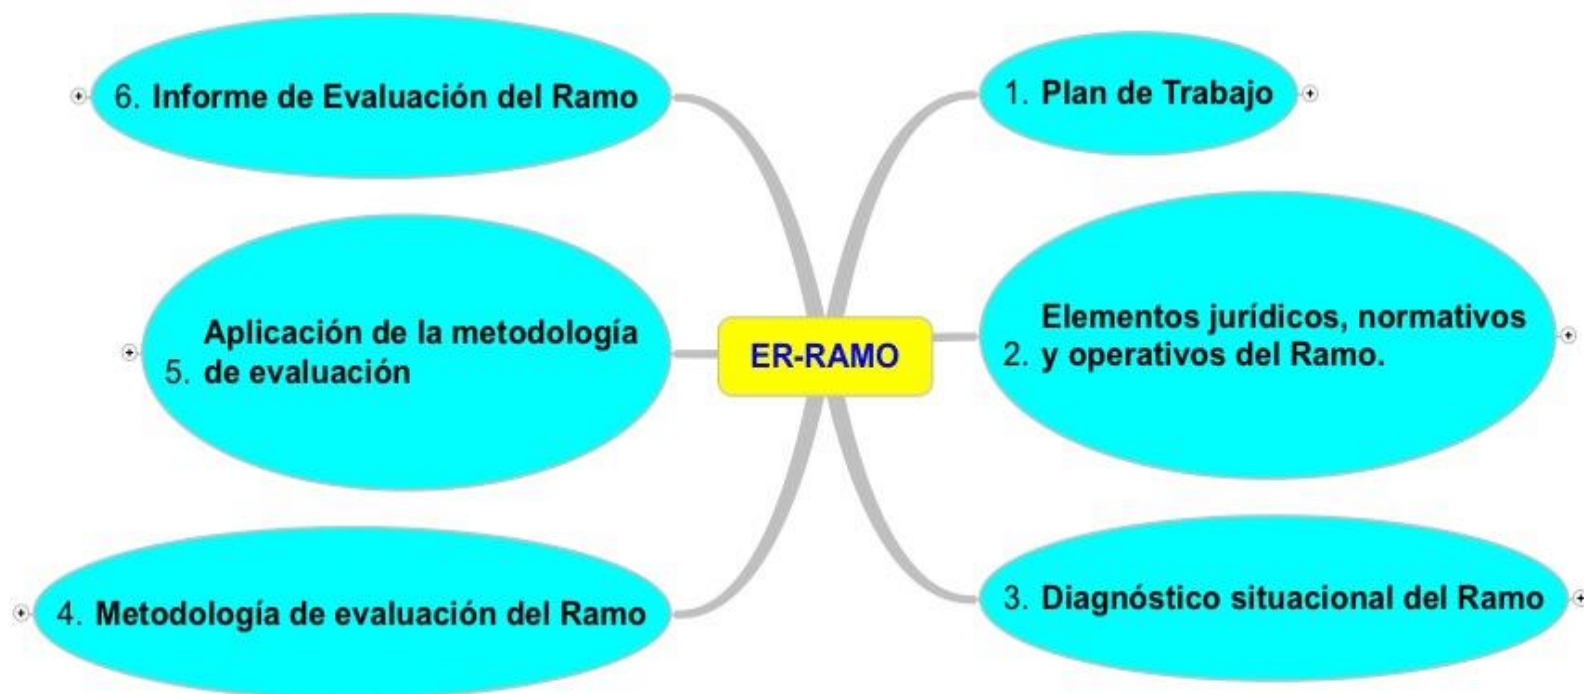 6. Informe de Evaluación del Ramo
1. Plan de Trabajo
Aplicación de la metodología
5. de evaluación
ER-RAMO
Elementos jurídicos, normativos
2. y operativos del Ramo.
4. Metodología de evaluación del Ramo
3. Diagnóstico situacional del Ramo